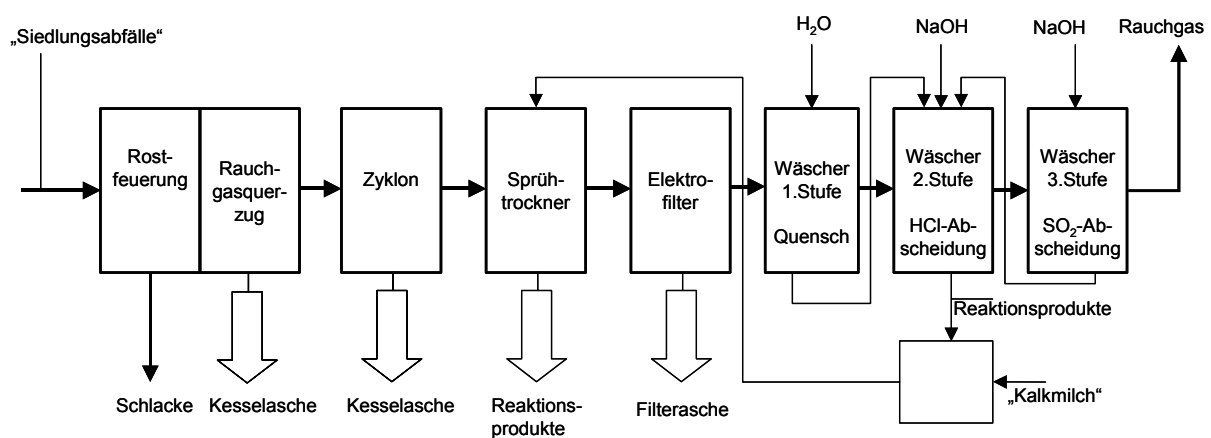 „Siedlungsabfälle“
H₂O
NaOH
NaOH
Rauchgas
Rost-
feuerung
Rauch-
gasquer-
zug
Zyklon
Sprüh-
trockner
Elektro-
filter
Wäscher
1.Stufe
Quensch
Wäscher
2.Stufe
HCl-Ab-
scheidung
Wäscher
3.Stufe
SO₂-Ab-
scheidung
Reaktionsprodukte
„Kalkmilch“
Schlacke
Kesselasche
Kesselasche
Reaktions-
produkte
Filterasche